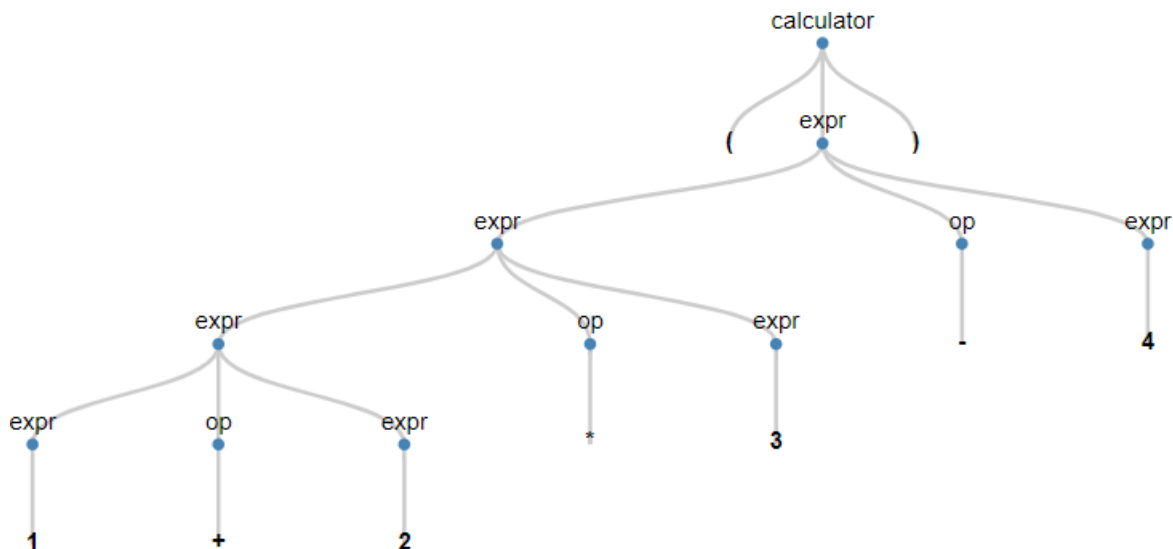 calculator
( expr )
expr op expr
expr op expr - 4
expr op expr * 3
1 + 2